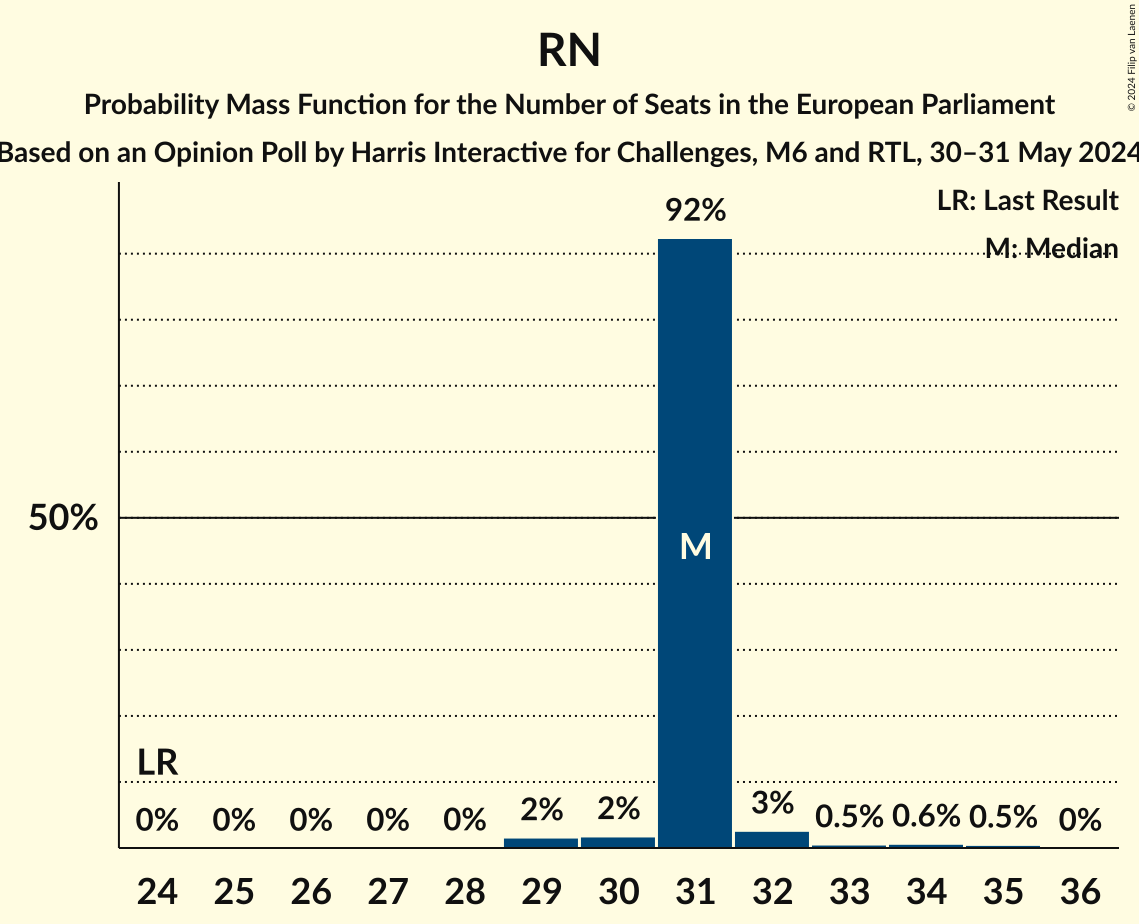 RN
Probability Mass Function for the Number of Seats in the European Parliament
Based on an Opinion Poll by Harris Interactive for Challenges, M6 and RTL, 30–31 May 2024
© 2024 Filip van Laenen
LR: Last Result
M: Median
92%
50%
M
LR
0% 0% 0% 0% 0% 2% 2% 3% 0.5% 0.6% 0.5% 0%
24 25 26 27 28 29 30 31 32 33 34 35 36